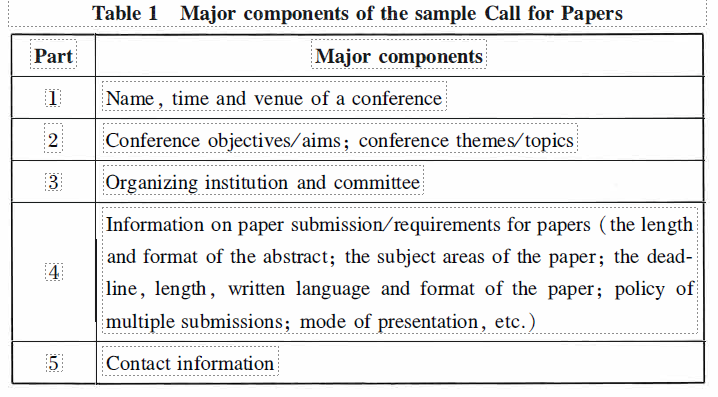 Table 1 Major components of the sample Call for Papers
Part Major components
1 Name, time and venue of a conference
2 Conference objectives/aims; conference themes/topics
3 Organizing institution and committee
Information on paper submission/requirements for papers (the length
and format of the abstract; the subject areas of the paper; the dead-
4 line, length, written language and format of the paper; policy of
multiple submissions; mode of presentation, etc.)
5 Contact information